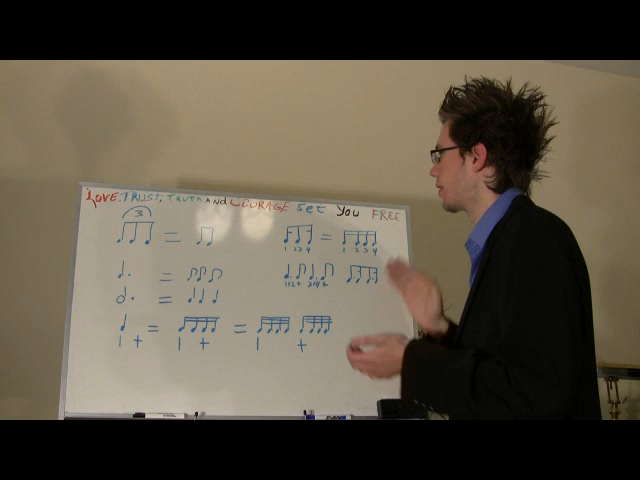 LOVE, TRUST, TRUTH AND COURAGE SET YOU FREE
3
= =
1 2 3 4 1 2 3 4
=
1 2 + 3 4 +
=
= =
1 + 1 + 1 +